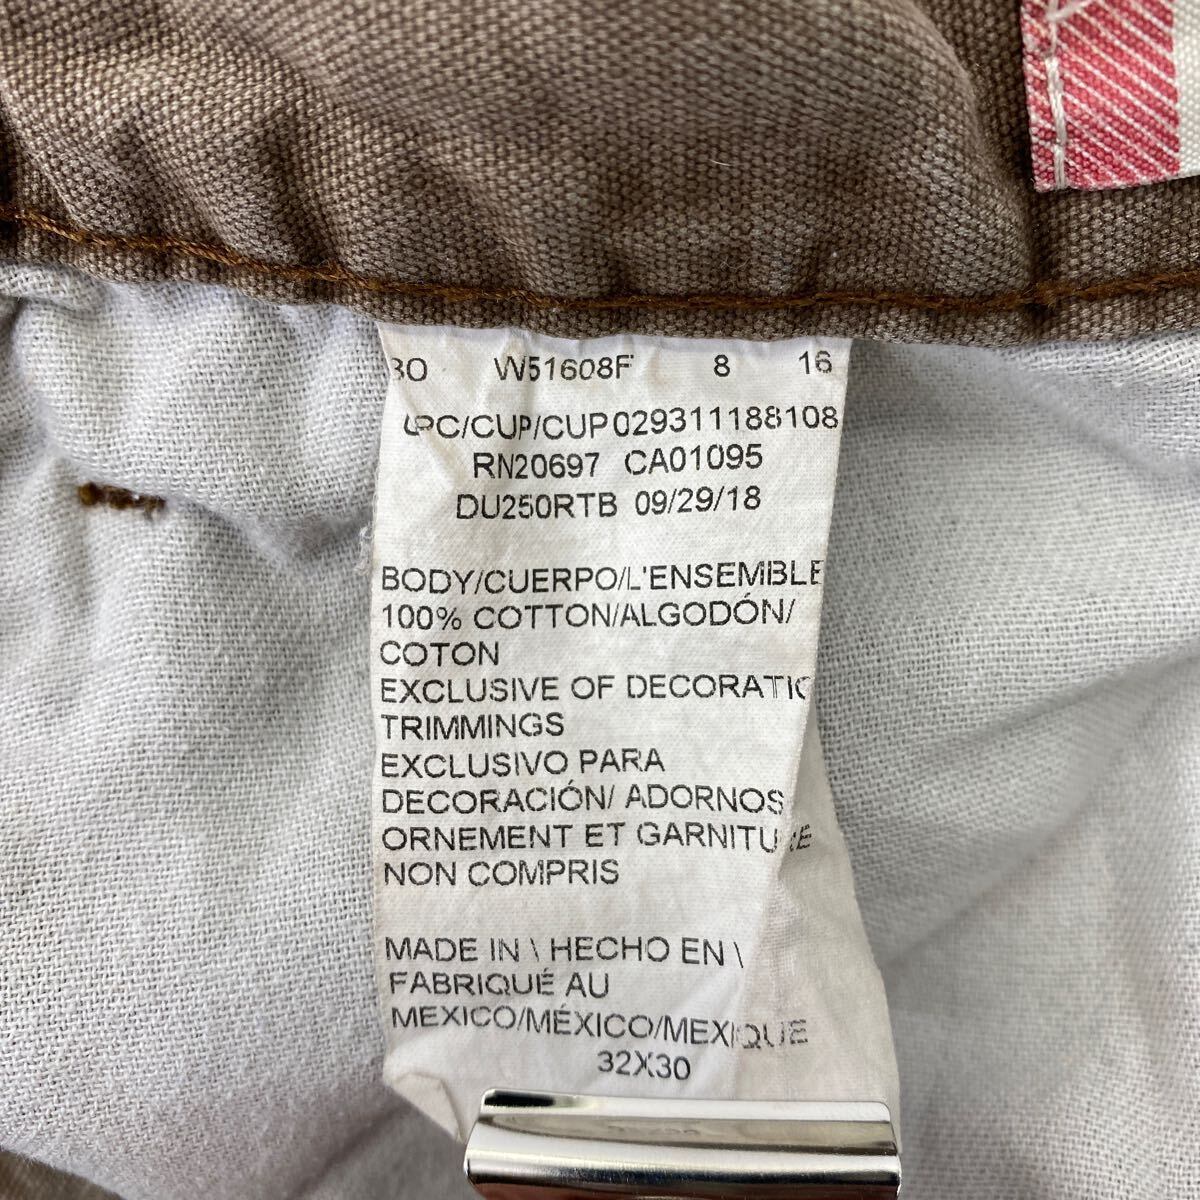 30 W51608F 8 16
UPC/CUP/CUP 029311188108
RN20697 CA01095
DU250RTB 09/29/18
BODY/CUERPO/L'ENSEMBLE
100% COTTON/ALGODÓN/
COTON
EXCLUSIVE OF DECORATIO
TRIMMINGS
EXCLUSIVO PARA
DECORACIÓN/ ADORNOS
ORNEMENT ET GARNITURE
NON COMPRIS
MADE IN \ HECHO EN \
FABRIQUÉ AU
MEXICO/MÉXICO/MEXIQUE
32X30